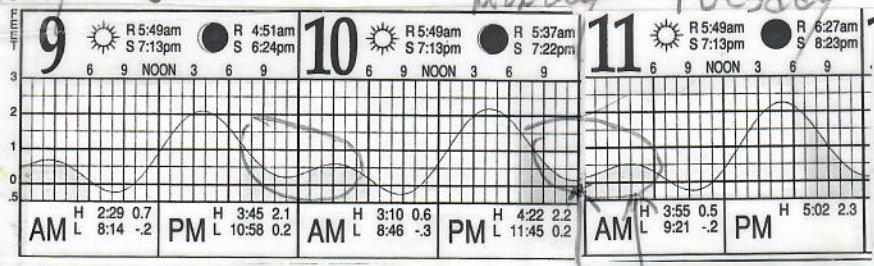 Monday Tuesday
FEET
9 R 5:49am S 7:13pm R 4:51am S 6:24pm
6 9 NOON 3 6 9
10 R 5:49am S 7:13pm R 5:37am S 7:22pm
6 9 NOON 3 6 9
11 R 5:49am S 7:13pm R 6:27am S 8:23pm
6 9 NOON 3 6 9
3
2
1
0
.5
AM H 2:29 0.7
L 8:14 -.2
PM H 3:45 2.1
L 10:58 0.2
AM H 3:10 0.6
L 8:46 -.3
PM H 4:22 2.2
L 11:45 0.2
AM H 3:55 0.5
L 9:21 -.2
PM H 5:02 2.3